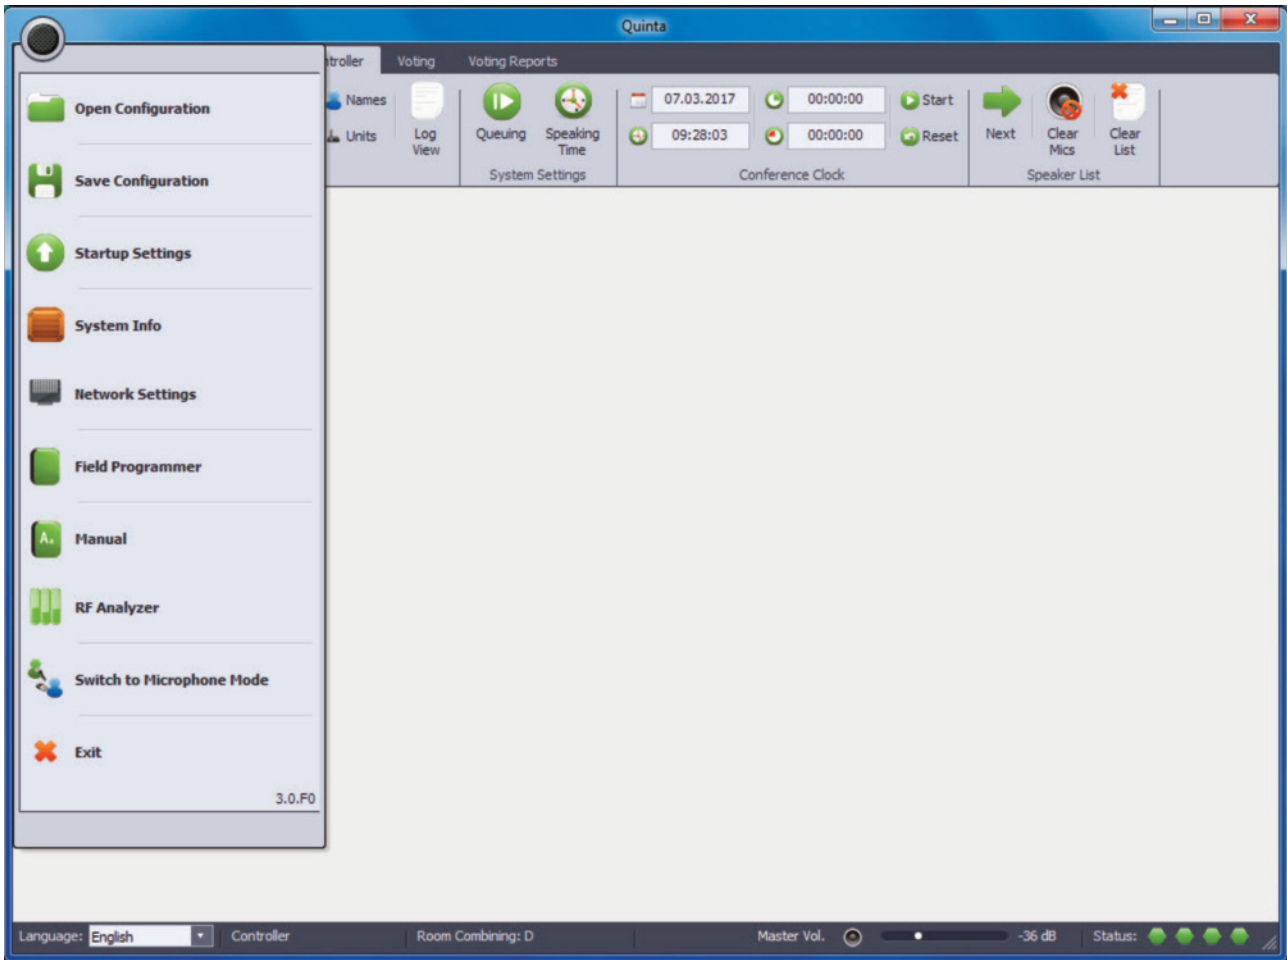 Quinta
troller Voting Voting Reports
Names
Units
Log
View
Queuing
Speaking
Time
System Settings
07.03.2017
00:00:00
Start
09:28:03
00:00:00
Reset
Conference Clock
Next
Clear
Mics
Clear
List
Speaker List
Open Configuration
Save Configuration
Startup Settings
System Info
Network Settings
Field Programmer
A.
Manual
RF Analyzer
Switch to Microphone Mode
Exit
3.0.F0
Language: English Controller Room Combining: D Master Vol. -36 dB Status: